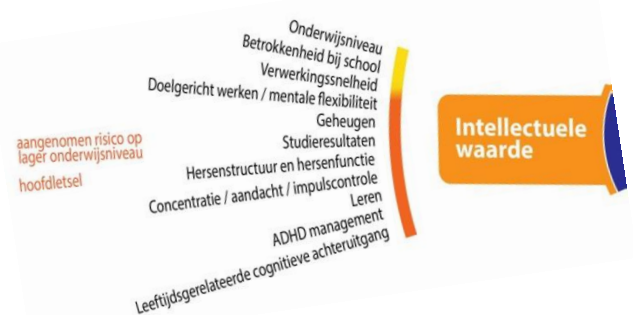 Onderwijsniveau
Betrokkenheid bij school
Verwerkingssnelheid
Doelgericht werken / mentale flexibiliteit
Geheugen
Studieresultaten
Hersenstructuur en hersenfunctie
Concentratie / aandacht / impulscontrole
Leren
ADHD management
Leeftijdsgerelateerde cognitieve achteruitgang
aangenomen risico op
lager onderwijsniveau
hoofdletsel
Intellectuele
waarde